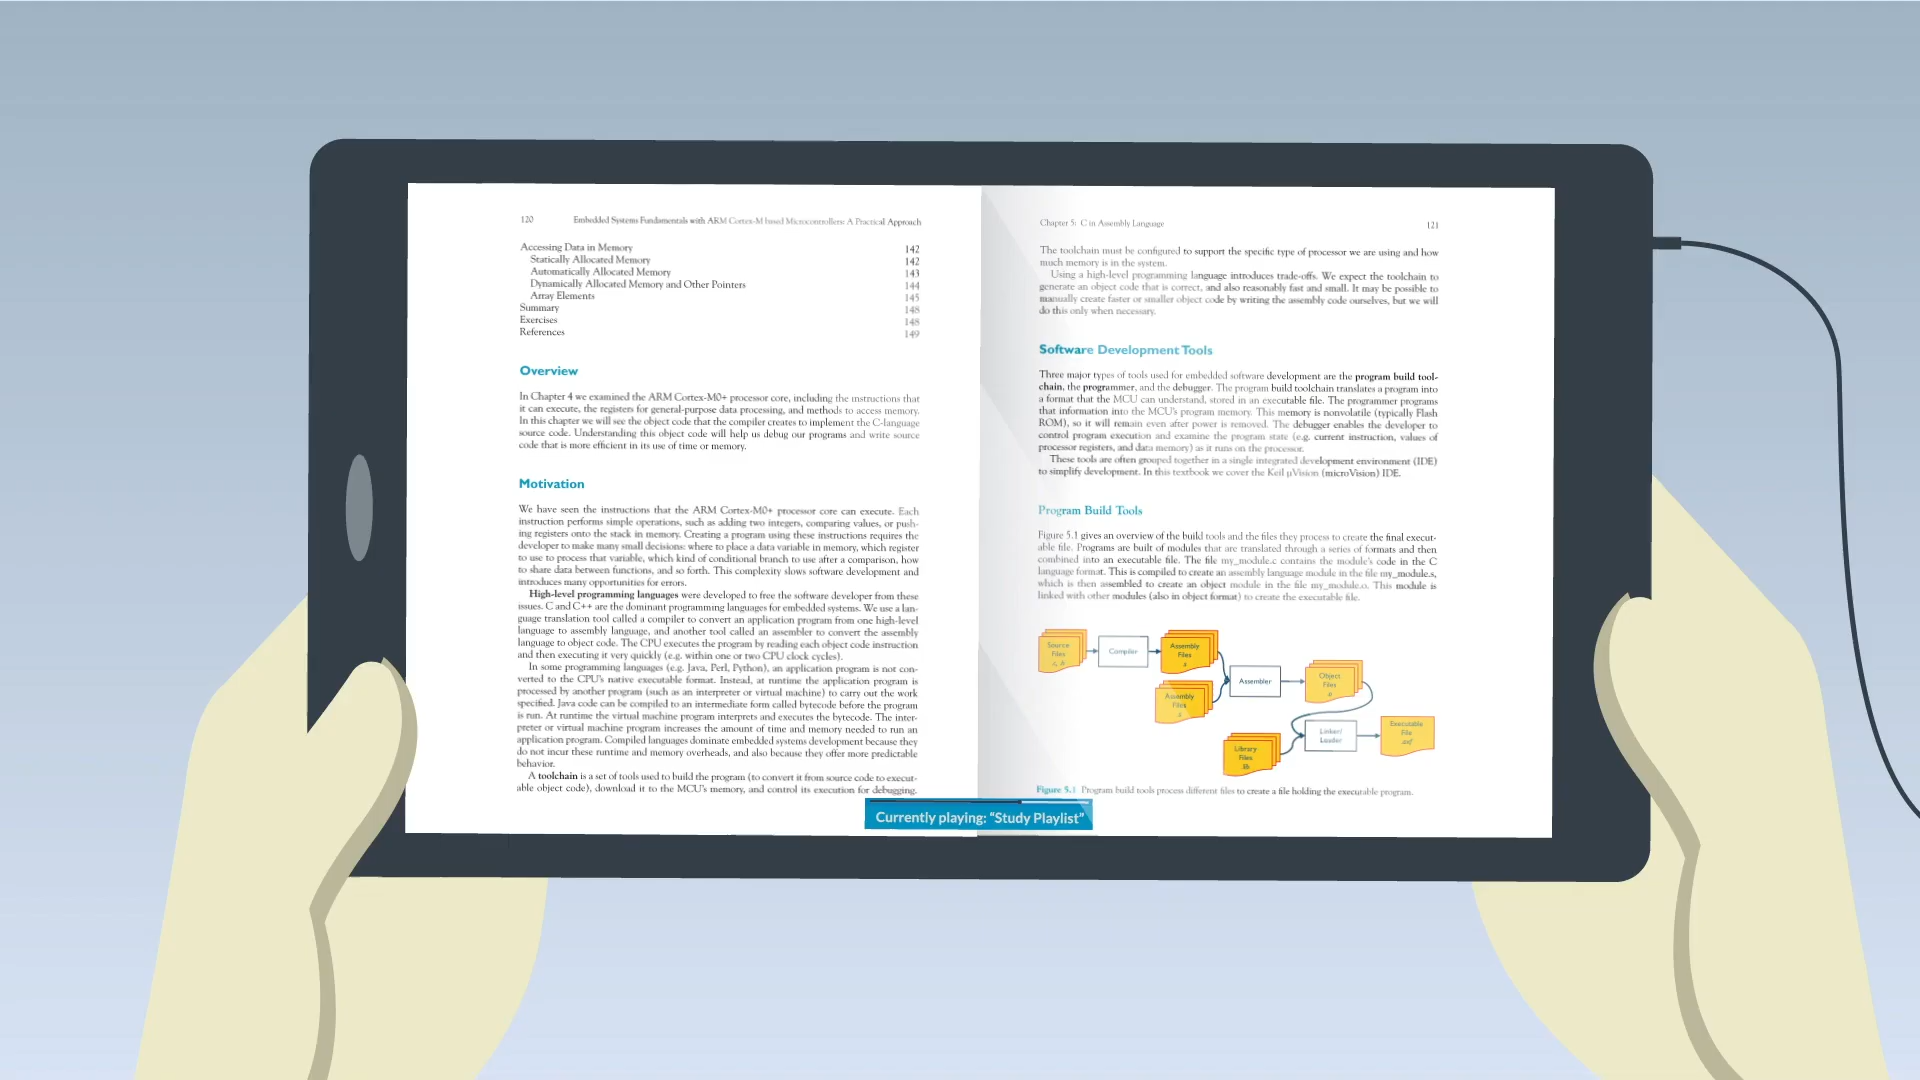 120 Embedded Systems Fundamentals with ARM Cortex-M based Microcontrollers: A Practical Approach
Accessing Data in Memory 142
Statically Allocated Memory 142
Automatically Allocated Memory 143
Dynamically Allocated Memory and Other Pointers 144
Array Elements 145
Summary 148
Exercises 148
References 149
Overview
In Chapter 4 we examined the ARM Cortex-M0+ processor core, including the instructions that
it can execute, the registers for general-purpose data processing, and methods to access memory.
In this chapter we will see the object code that the compiler creates to implement the C-language
source code. Understanding this object code will help us debug our programs and write source
code that is more efficient in its use of time or memory.
Motivation
We have seen the instructions that the ARM Cortex-M0+ processor core can execute. Each
instruction performs simple operations, such as adding two integers, comparing values, or push-
ing registers onto the stack in memory. Creating a program using these instructions requires the
developer to make many small decisions: where to place a data variable in memory, which register
to use to process that variable, which kind of conditional branch to use after a comparison, how
to share data between functions, and so forth. This complexity slows software development and
introduces many opportunities for errors.
High-level programming languages were developed to free the software developer from these
issues. C and C++ are the dominant programming languages for embedded systems. We use a lan-
guage translation tool called a compiler to convert an application program from one high-level
language to assembly language, and another tool called an assembler to convert the assembly
language to object code. The CPU executes the program by reading each object code instruction
and then executing it very quickly (e.g. within one or two CPU clock cycles).
In some programming languages (e.g. Java, Perl, Python), an application program is not con-
verted to the CPU's native executable format. Instead, at runtime the application program is
processed by another program (such as an interpreter or virtual machine) to carry out the work
specified. Java code can be compiled to an intermediate form called bytecode before the program
is run. At runtime the virtual machine program interprets and executes the bytecode. The inter-
preter or virtual machine program increases the amount of time and memory needed to run an
application program. Compiled languages dominate embedded systems development because they
do not incur these runtime and memory overheads, and also because they offer more predictable
behavior.
A toolchain is a set of tools used to build the program (to convert it from source code to execut-
able object code), download it to the MCU's memory, and control its execution for debugging.
Chapter 5: C in Assembly Language 121
The toolchain must be configured to support the specific type of processor we are using and how
much memory is in the system.
Using a high-level programming language introduces trade-offs. We expect the toolchain to
generate an object code that is correct, and also reasonably fast and small. It may be possible to
manually create faster or smaller object code by writing the assembly code ourselves, but we will
do this only when necessary.
Software Development Tools
Three major types of tools used for embedded software development are the program build tool-
chain, the programmer, and the debugger. The program build toolchain translates a program into
a format that the MCU can understand, stored in an executable file. The programmer programs
that information into the MCU's program memory. This memory is nonvolatile (typically Flash
ROM), so it will remain even after power is removed. The debugger enables the developer to
control program execution and examine the program state (e.g. current instruction, values of
processor registers, and data memory) as it runs on the processor.
These tools are often grouped together in a single integrated development environment (IDE)
to simplify development. In this textbook we cover the Keil µVision (microVision) IDE.
Program Build Tools
Figure 5.1 gives an overview of the build tools and the files they process to create the final execut-
able file. Programs are built of modules that are translated through a series of formats and then
combined into an executable file. The file my_module.c contains the module's code in the C
language format. This is compiled to create an assembly language module in the file my_module.s,
which is then assembled to create an object module in the file my_module.o. This module is
linked with other modules (also in object format) to create the executable file.
Source
Files
.c, .h
Compiler
Assembly
Files
.s
Assembly
Files
.s
Assembler
Object
Files
.o
Library
Files
.lib
Linker/
Loader
Executable
File
.axf
Figure 5.1 Program build tools process different files to create a file holding the executable program.
Currently playing: “Study Playlist”